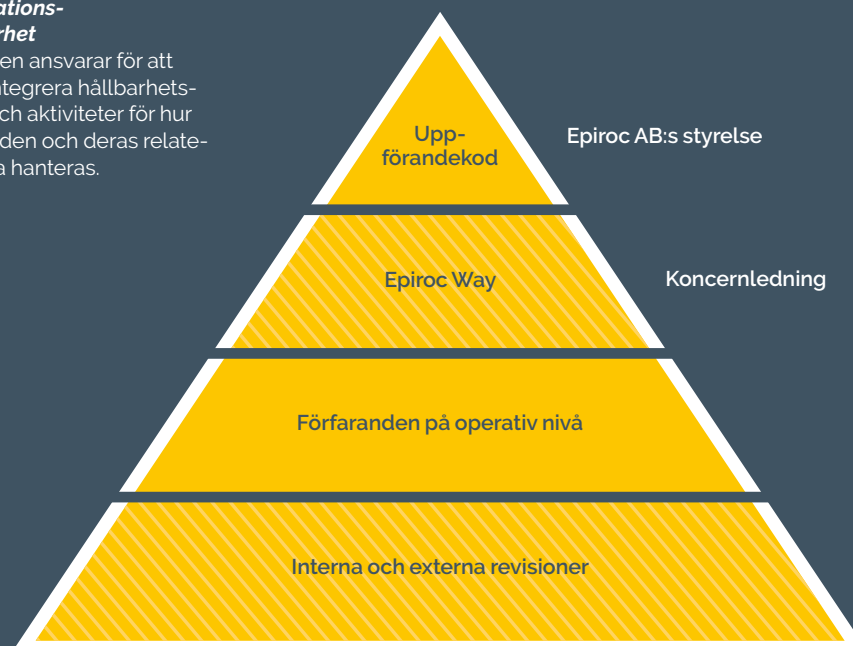 ations-
rhet
en ansvarar för att
ntegrera hållbarhets-
ch aktiviteter för hur
den och deras relate-
a hanteras.
Upp-
förandekod
Epiroc AB:s styrelse
Epiroc Way
Koncernledning
Förfaranden på operativ nivå
Interna och externa revisioner